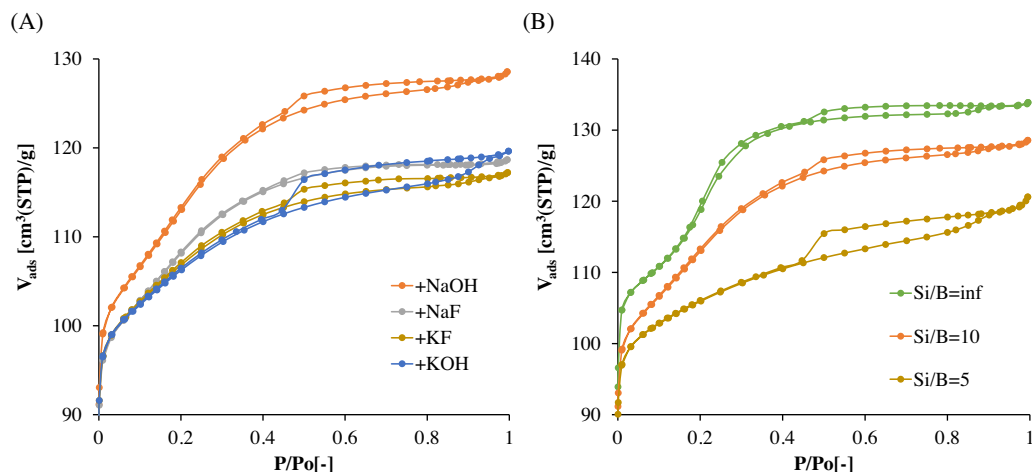 (A)
130
120
110
100
90
0
0.2
0.4
0.6
0.8
1
V_ads [cm³(STP)/g]
P/Po[-]
+NaOH
+NaF
+KF
+KOH
(B)
140
130
120
110
100
90
0
0.2
0.4
0.6
0.8
1
V_ads [cm³(STP)/g]
P/Po[-]
Si/B=inf
Si/B=10
Si/B=5